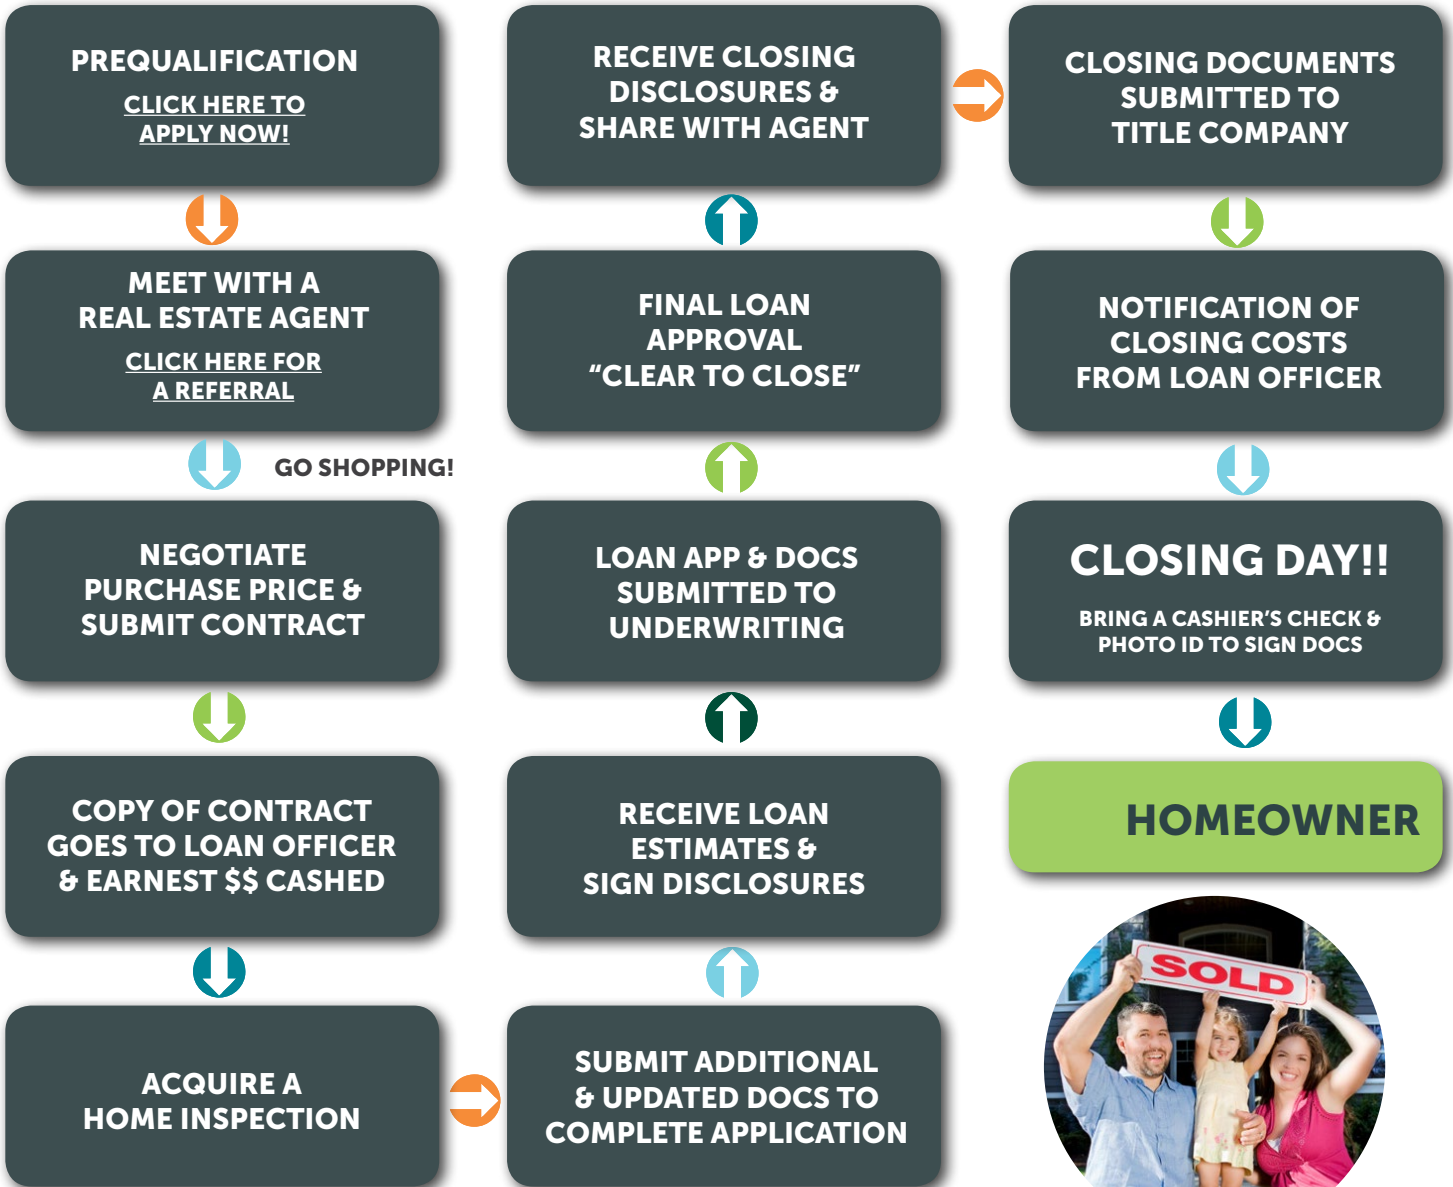 PREQUALIFICATION
CLICK HERE TO
APPLY NOW!
MEET WITH A
REAL ESTATE AGENT
CLICK HERE FOR
A REFERRAL
GO SHOPPING!
NEGOTIATE
PURCHASE PRICE &
SUBMIT CONTRACT
COPY OF CONTRACT
GOES TO LOAN OFFICER
& EARNEST $$ CASHED
ACQUIRE A
HOME INSPECTION
SUBMIT ADDITIONAL
& UPDATED DOCS TO
COMPLETE APPLICATION
RECEIVE LOAN
ESTIMATES &
SIGN DISCLOSURES
LOAN APP & DOCS
SUBMITTED TO
UNDERWRITING
FINAL LOAN
APPROVAL
“CLEAR TO CLOSE”
RECEIVE CLOSING
DISCLOSURES &
SHARE WITH AGENT
CLOSING DOCUMENTS
SUBMITTED TO
TITLE COMPANY
NOTIFICATION OF
CLOSING COSTS
FROM LOAN OFFICER
CLOSING DAY!!
BRING A CASHIER’S CHECK &
PHOTO ID TO SIGN DOCS
HOMEOWNER
SOLD